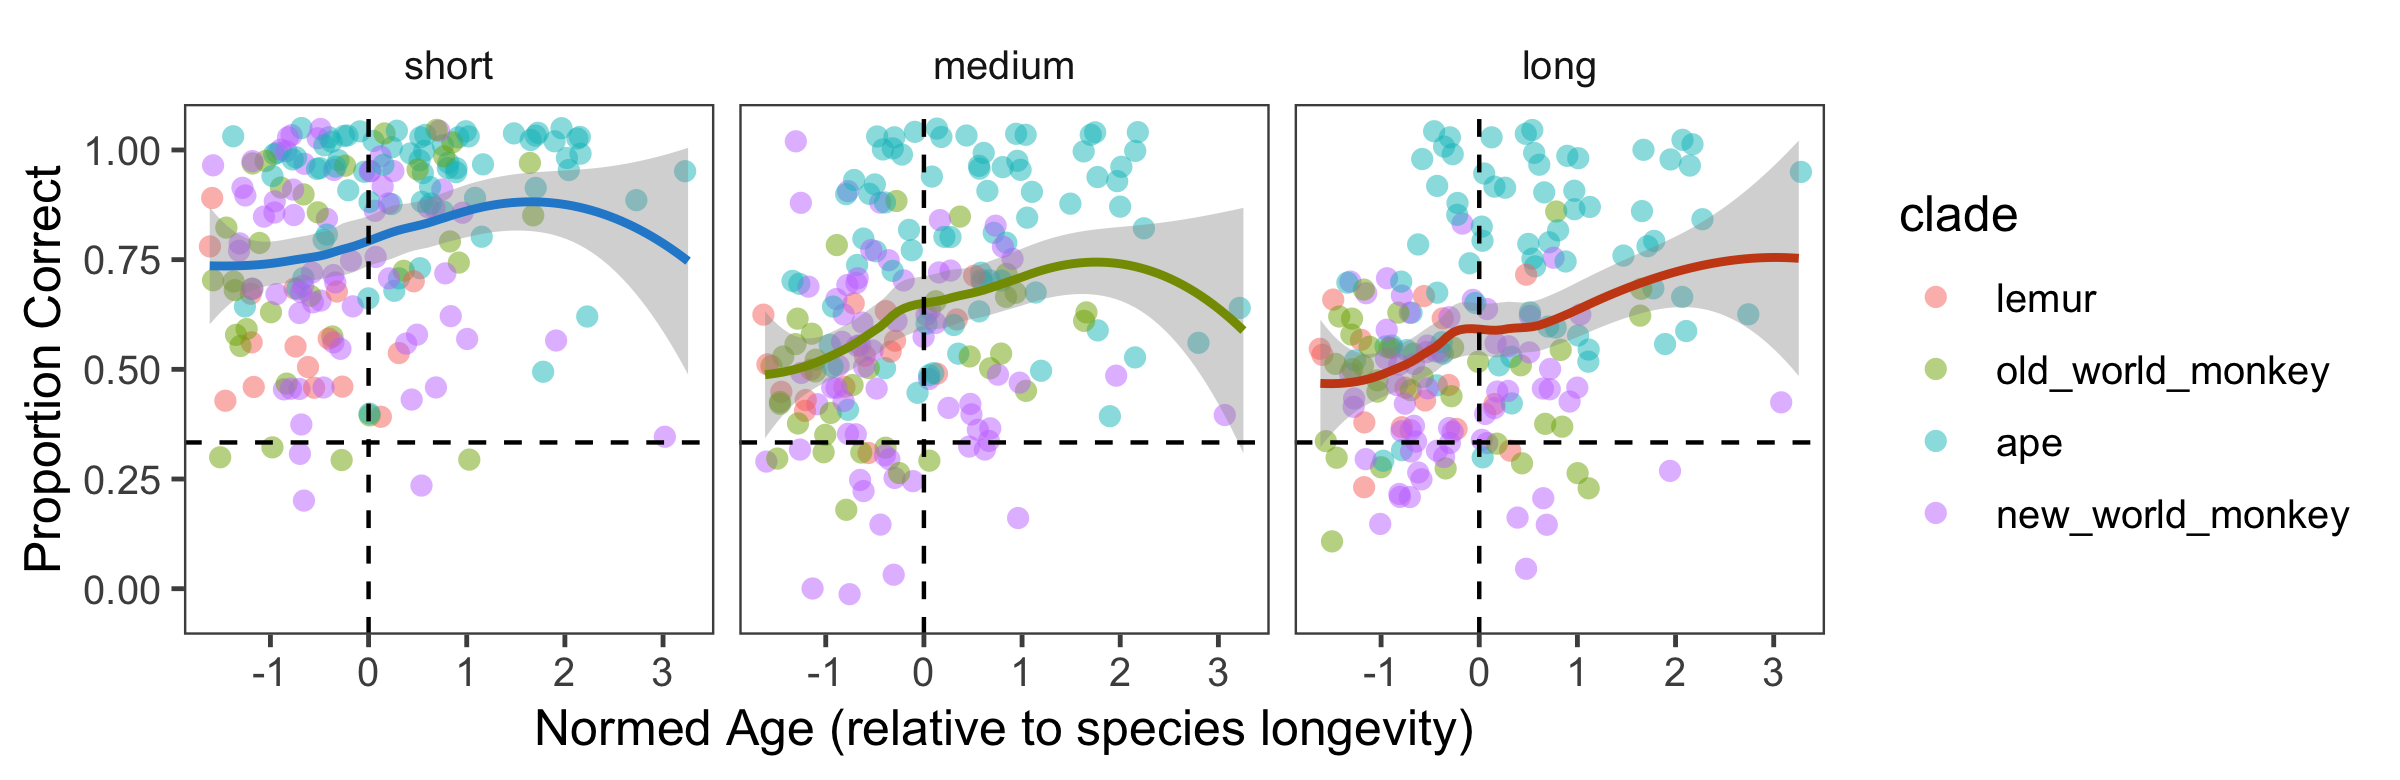 short medium long
Proportion Correct
1.00
0.75
0.50
0.25
0.00
-1 0 1 2 3 -1 0 1 2 3 -1 0 1 2 3
Normed Age (relative to species longevity)
clade
lemur
old_world_monkey
ape
new_world_monkey